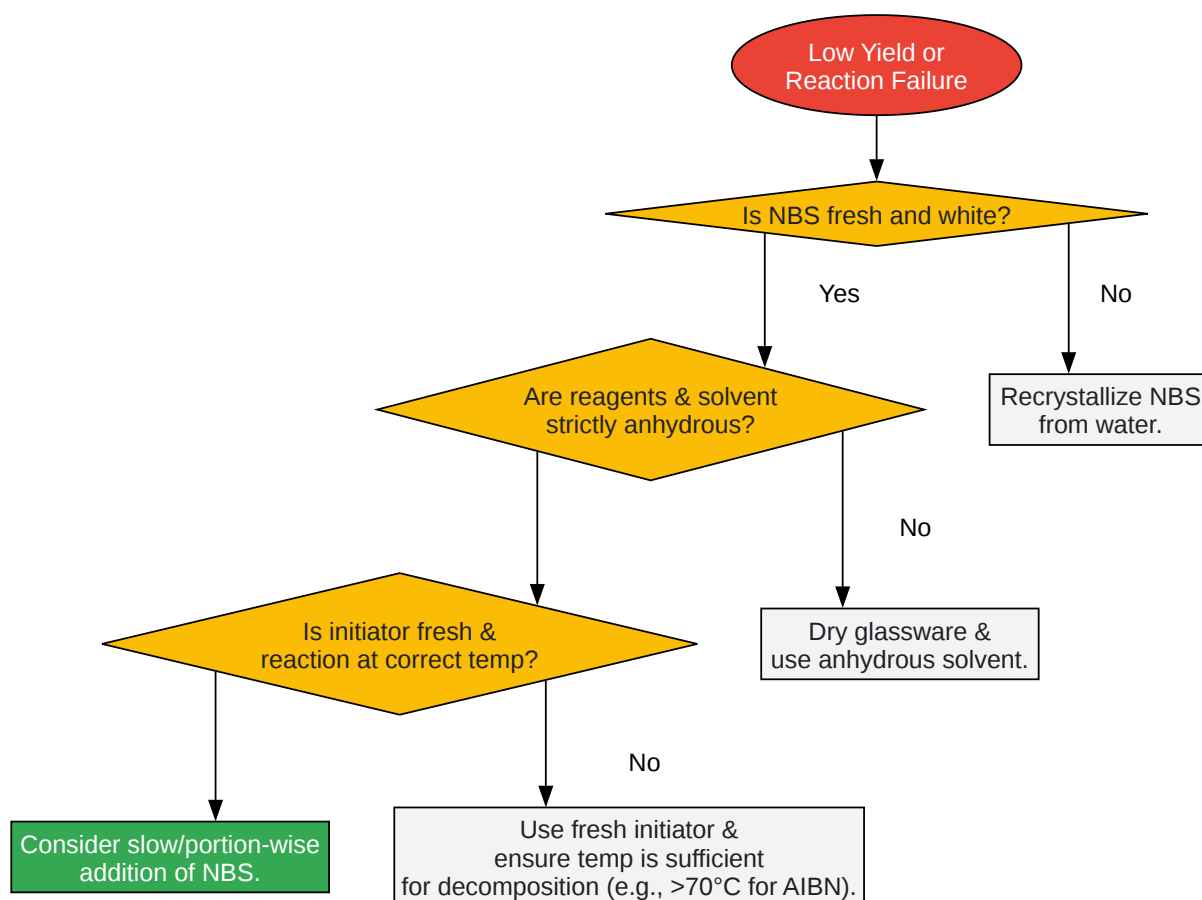 Low Yield or
Reaction Failure
Is NBS fresh and white?
Yes
No
Are reagents & solvent
strictly anhydrous?
Recrystallize NBS
from water.
No
Is initiator fresh &
reaction at correct temp?
Dry glassware &
use anhydrous solvent.
No
Consider slow/portion-wise
addition of NBS.
Use fresh initiator &
ensure temp is sufficient
for decomposition (e.g., >70°C for AIBN).